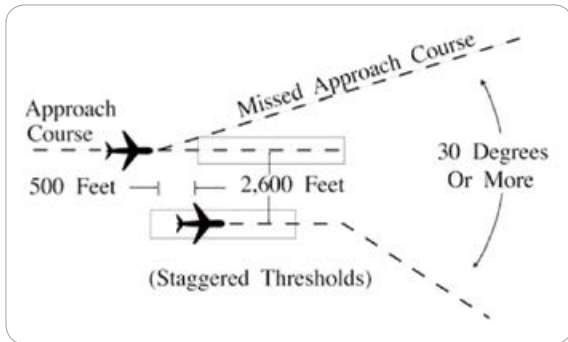 Missed Approach Course
Approach
Course
30 Degrees
Or More
500 Feet
2,600 Feet
(Staggered Thresholds)